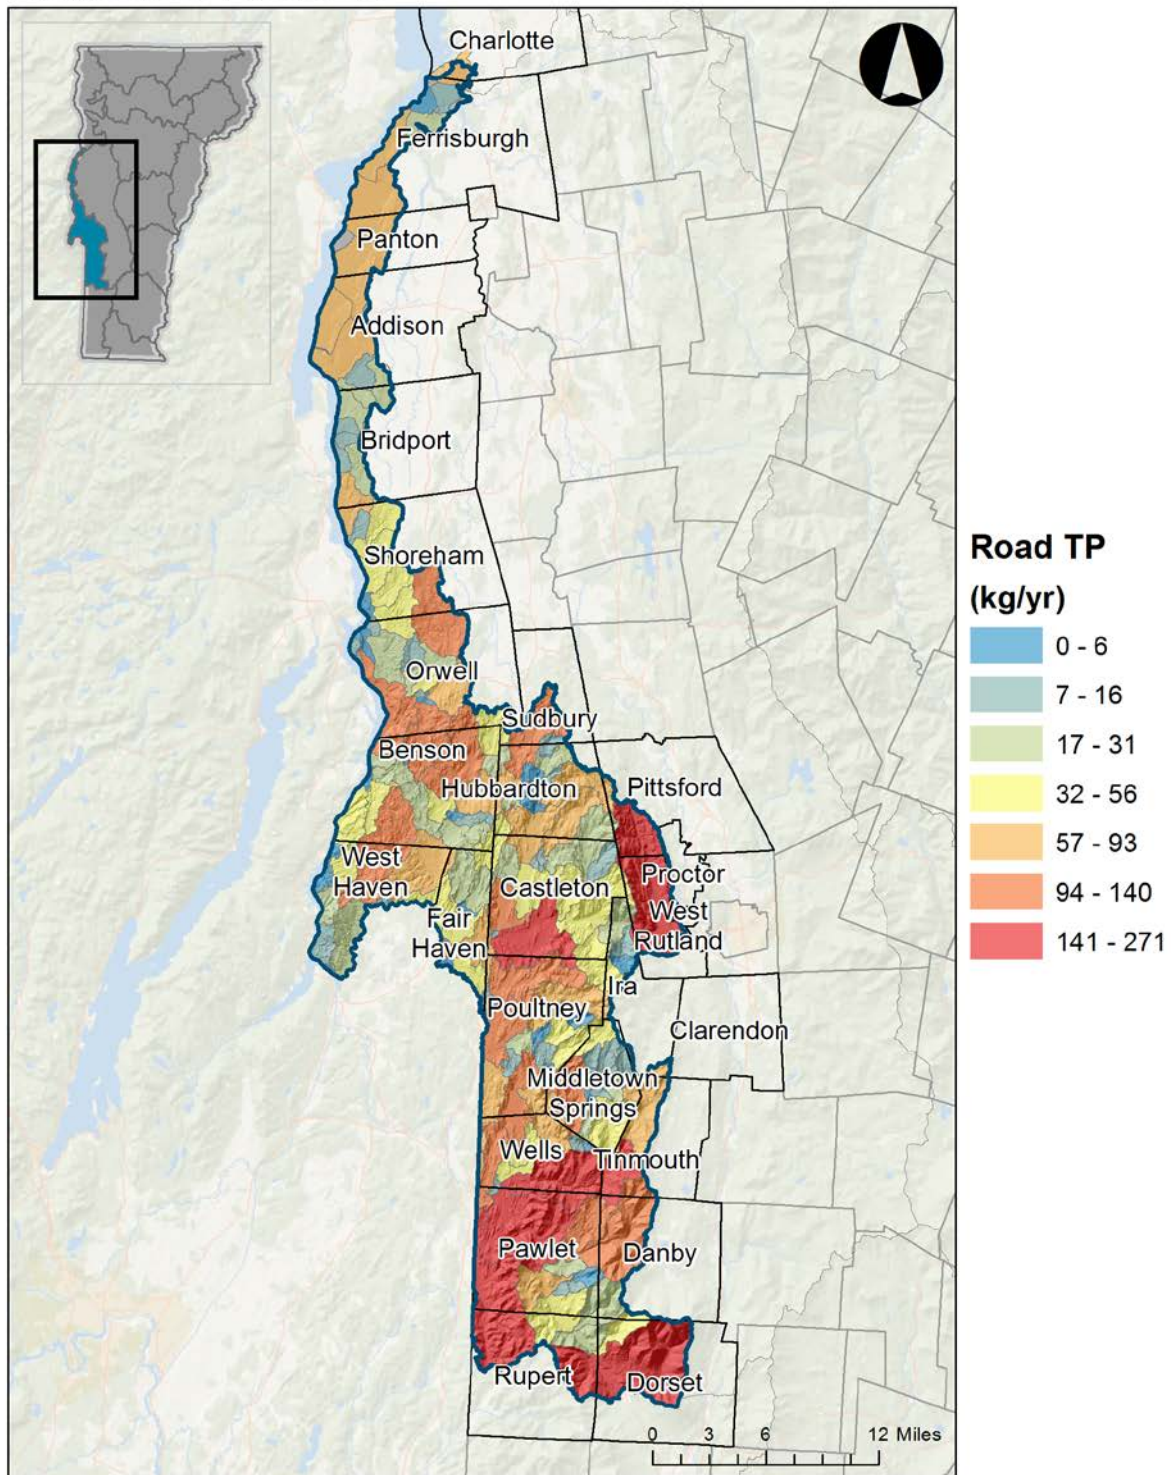 Charlotte
Ferrisburgh
Panton
Addison
Bridport
Shoreham
Orwell
Sudbury
Benson
Hubbardton
Pittsford
West
Haven
Castleton
Proctor
West
Rutland
Fair
Haven
Ira
Poultney
Clarendon
Middletown
Springs
Wells
Tinmouth
Pawlet
Danby
Rupert
Dorset
0 3 6 12 Miles
Road TP
(kg/yr)
0 - 6
7 - 16
17 - 31
32 - 56
57 - 93
94 - 140
141 - 271